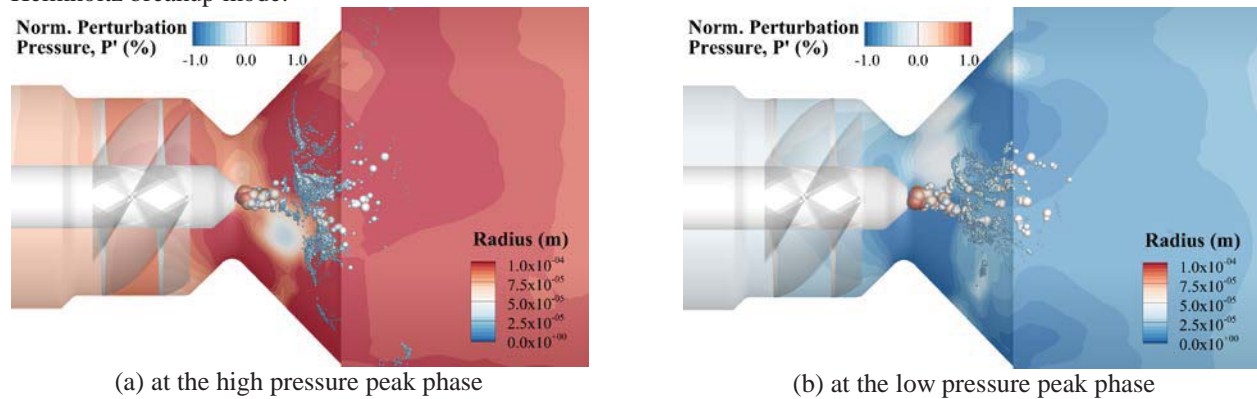 Helmholtz breakup mode.
Norm. Perturbation
Pressure, P' (%)
-1.0 0.0 1.0
Radius (m)
1.0x10⁻⁰⁴
7.5x10⁻⁰⁵
5.0x10⁻⁰⁵
2.5x10⁻⁰⁵
0.0x10⁺⁰⁰
(a) at the high pressure peak phase
Norm. Perturbation
Pressure, P' (%)
-1.0 0.0 1.0
Radius (m)
1.0x10⁻⁰⁴
7.5x10⁻⁰⁵
5.0x10⁻⁰⁵
2.5x10⁻⁰⁵
0.0x10⁺⁰⁰
(b) at the low pressure peak phase